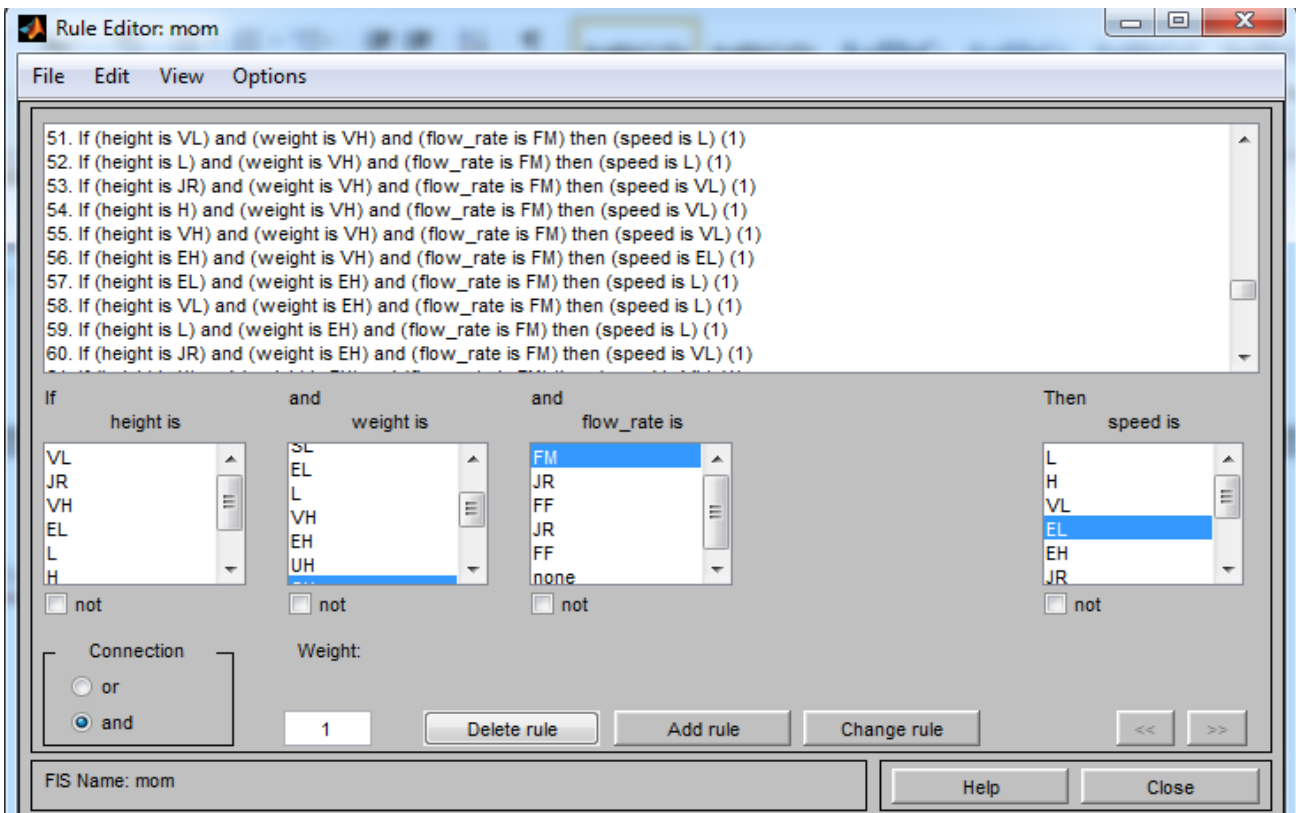 Rule Editor: mom
File Edit View Options
51. If (height is VL) and (weight is VH) and (flow_rate is FM) then (speed is L) (1)
52. If (height is L) and (weight is VH) and (flow_rate is FM) then (speed is L) (1)
53. If (height is JR) and (weight is VH) and (flow_rate is FM) then (speed is VL) (1)
54. If (height is H) and (weight is VH) and (flow_rate is FM) then (speed is VL) (1)
55. If (height is VH) and (weight is VH) and (flow_rate is FM) then (speed is VL) (1)
56. If (height is EH) and (weight is VH) and (flow_rate is FM) then (speed is EL) (1)
57. If (height is EL) and (weight is EH) and (flow_rate is FM) then (speed is L) (1)
58. If (height is VL) and (weight is EH) and (flow_rate is FM) then (speed is L) (1)
59. If (height is L) and (weight is EH) and (flow_rate is FM) then (speed is L) (1)
60. If (height is JR) and (weight is EH) and (flow_rate is FM) then (speed is VL) (1)
If and and Then
height is weight is flow_rate is speed is
VL
JR
VH
EL
L
H
EL
L
VH
EH
UH
FM
JR
FF
JR
FF
none
L
H
VL
EL
EH
JR
not not not not
Connection
or
and
Weight:
1
Delete rule Add rule Change rule << >>
FIS Name: mom
Help Close